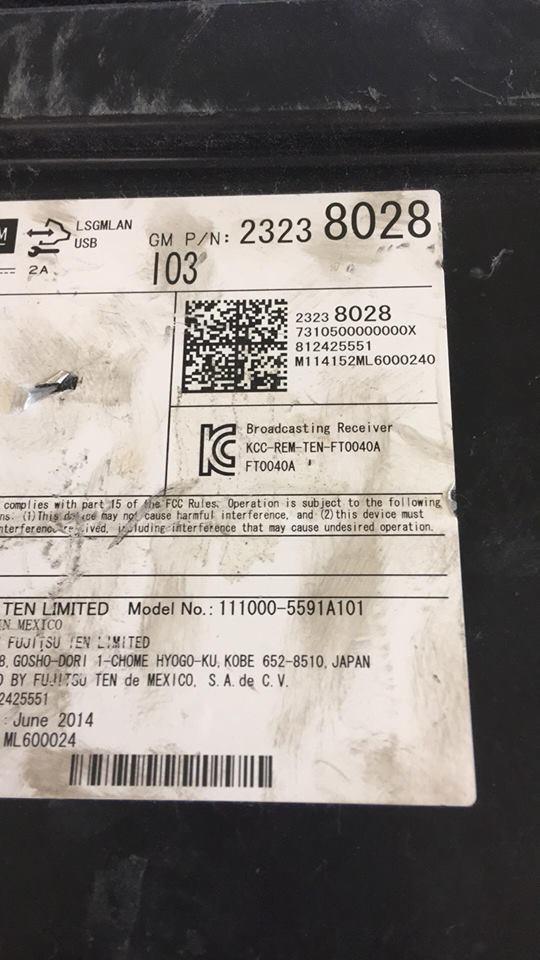 M
LSGMLAN
USB
2A
GM P/N: 2323 8028
103
2323 8028
7310500000000X
812425551
M114152ML6000240
Broadcasting Receiver
KCC-REM-TEN-FT0040A
FT0040A
complies with part 15 of the FCC Rules. Operation is subject to the following
ns. (1)This device may not cause harmful interference, and (2)this device must
nterference received, including interference that may cause undesired operation.
TEN LIMITED Model No.: 111000-5591A101
IN MEXICO
FUJITSU TEN LIMITED
8, GOSHO-DORI 1-CHOME HYOGO-KU, KOBE 652-8510, JAPAN
D BY FUJITSU TEN de MEXICO, S.A. de C.V.
2425551
: June 2014
ML600024